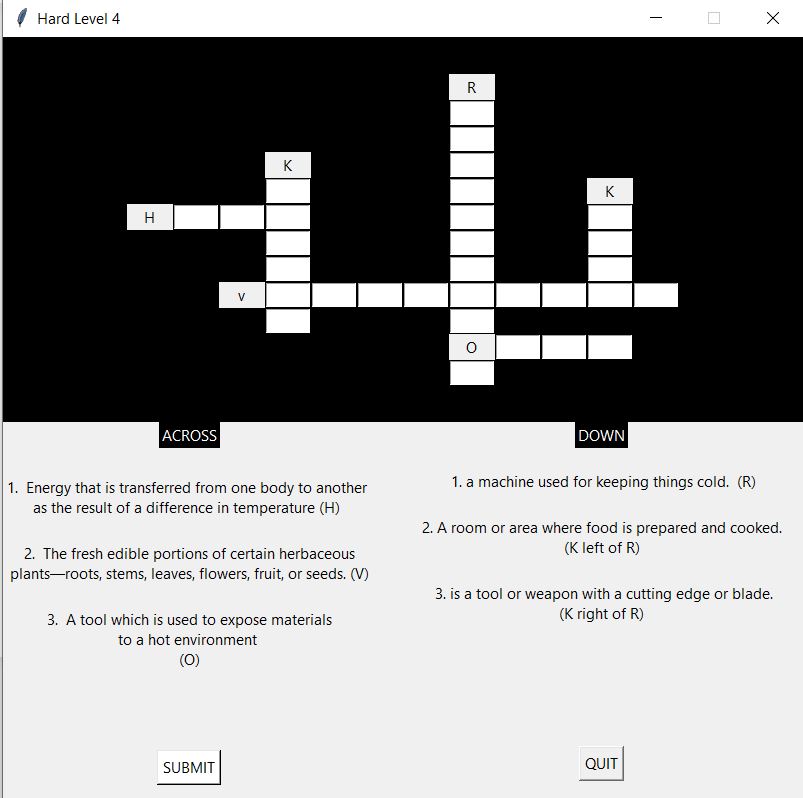 Hard Level 4
R
K
K
H
v
O
ACROSS
1. Energy that is transferred from one body to another
as the result of a difference in temperature (H)
2. The fresh edible portions of certain herbaceous
plants—roots, stems, leaves, flowers, fruit, or seeds. (V)
3. A tool which is used to expose materials
to a hot environment
(O)
DOWN
1. a machine used for keeping things cold. (R)
2. A room or area where food is prepared and cooked.
(K left of R)
3. is a tool or weapon with a cutting edge or blade.
(K right of R)
SUBMIT
QUIT